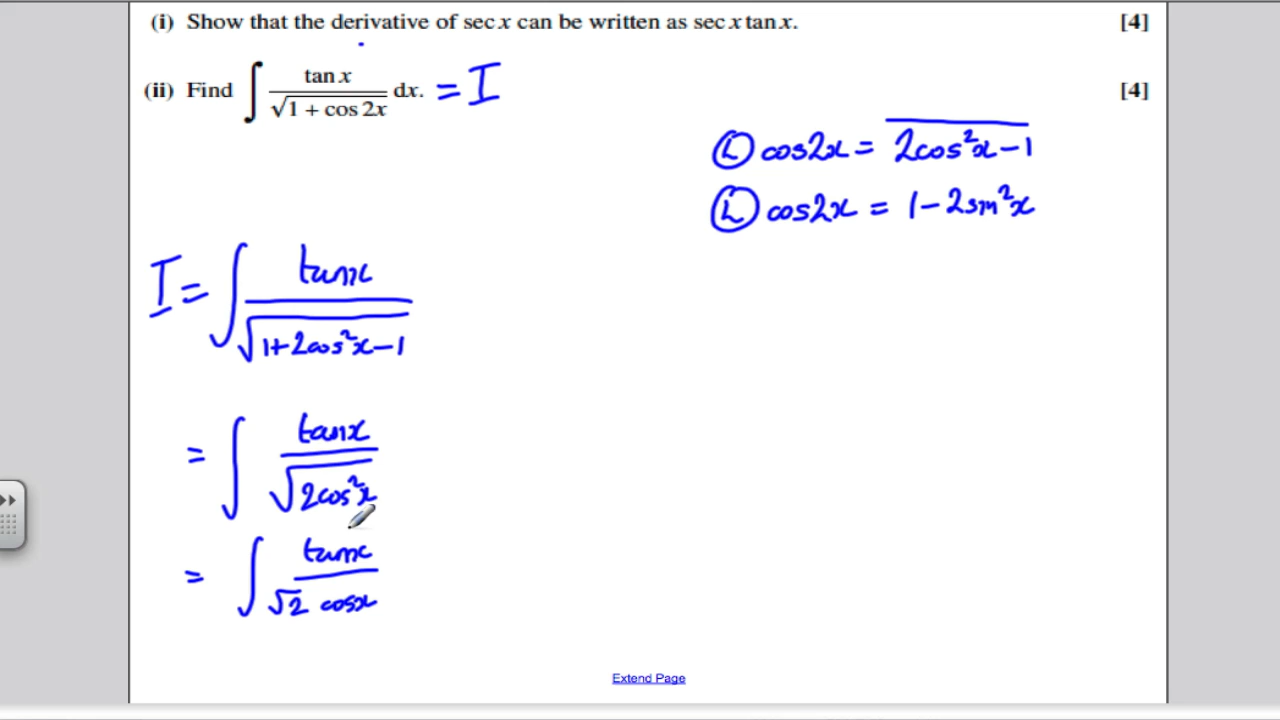 (i) Show that the derivative of sec x can be written as sec x tan x. [4]
(ii) Find ∫ tan x / √(1 + cos 2x) dx. = I [4]
Ⓛ cos2x = 2cos²x − 1
Ⓛ cos2x = 1 − 2sin²x
I = ∫ tanx / √(1+2cos²x−1)
= ∫ tanx / √(2cos²x)
= ∫ tanx / √2 cosx
Extend Page